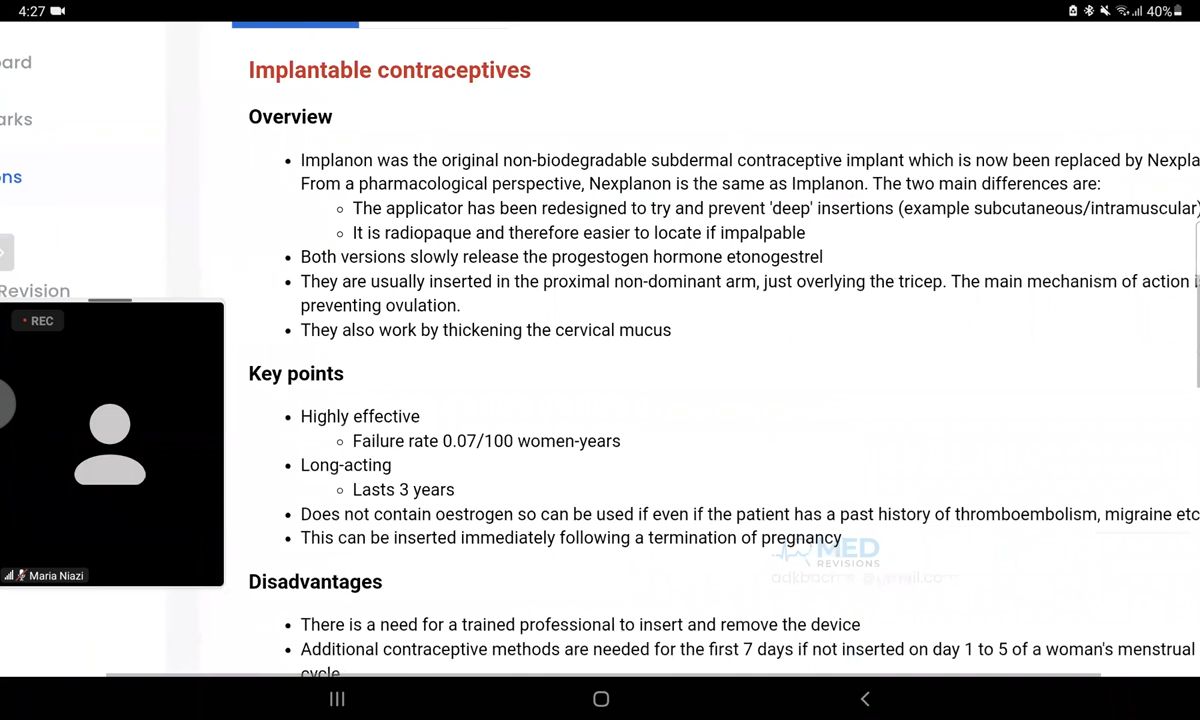 4:27
40%
ard
Implantable contraceptives
Overview
arks
• Implanon was the original non-biodegradable subdermal contraceptive implant which is now been replaced by Nexpla
From a pharmacological perspective, Nexplanon is the same as Implanon. The two main differences are:
ns
◦ The applicator has been redesigned to try and prevent 'deep' insertions (example subcutaneous/intramuscular)
◦ It is radiopaque and therefore easier to locate if impalpable
• Both versions slowly release the progestogen hormone etonogestrel
• They are usually inserted in the proximal non-dominant arm, just overlying the tricep. The main mechanism of action i
preventing ovulation.
Revision
• They also work by thickening the cervical mucus
REC
Key points
• Highly effective
◦ Failure rate 0.07/100 women-years
• Long-acting
◦ Lasts 3 years
• Does not contain oestrogen so can be used if even if the patient has a past history of thromboembolism, migraine etc
• This can be inserted immediately following a termination of pregnancy
MED
REVISIONS
Maria Niazi
Disadvantages
• There is a need for a trained professional to insert and remove the device
• Additional contraceptive methods are needed for the first 7 days if not inserted on day 1 to 5 of a woman's menstrual
cycle